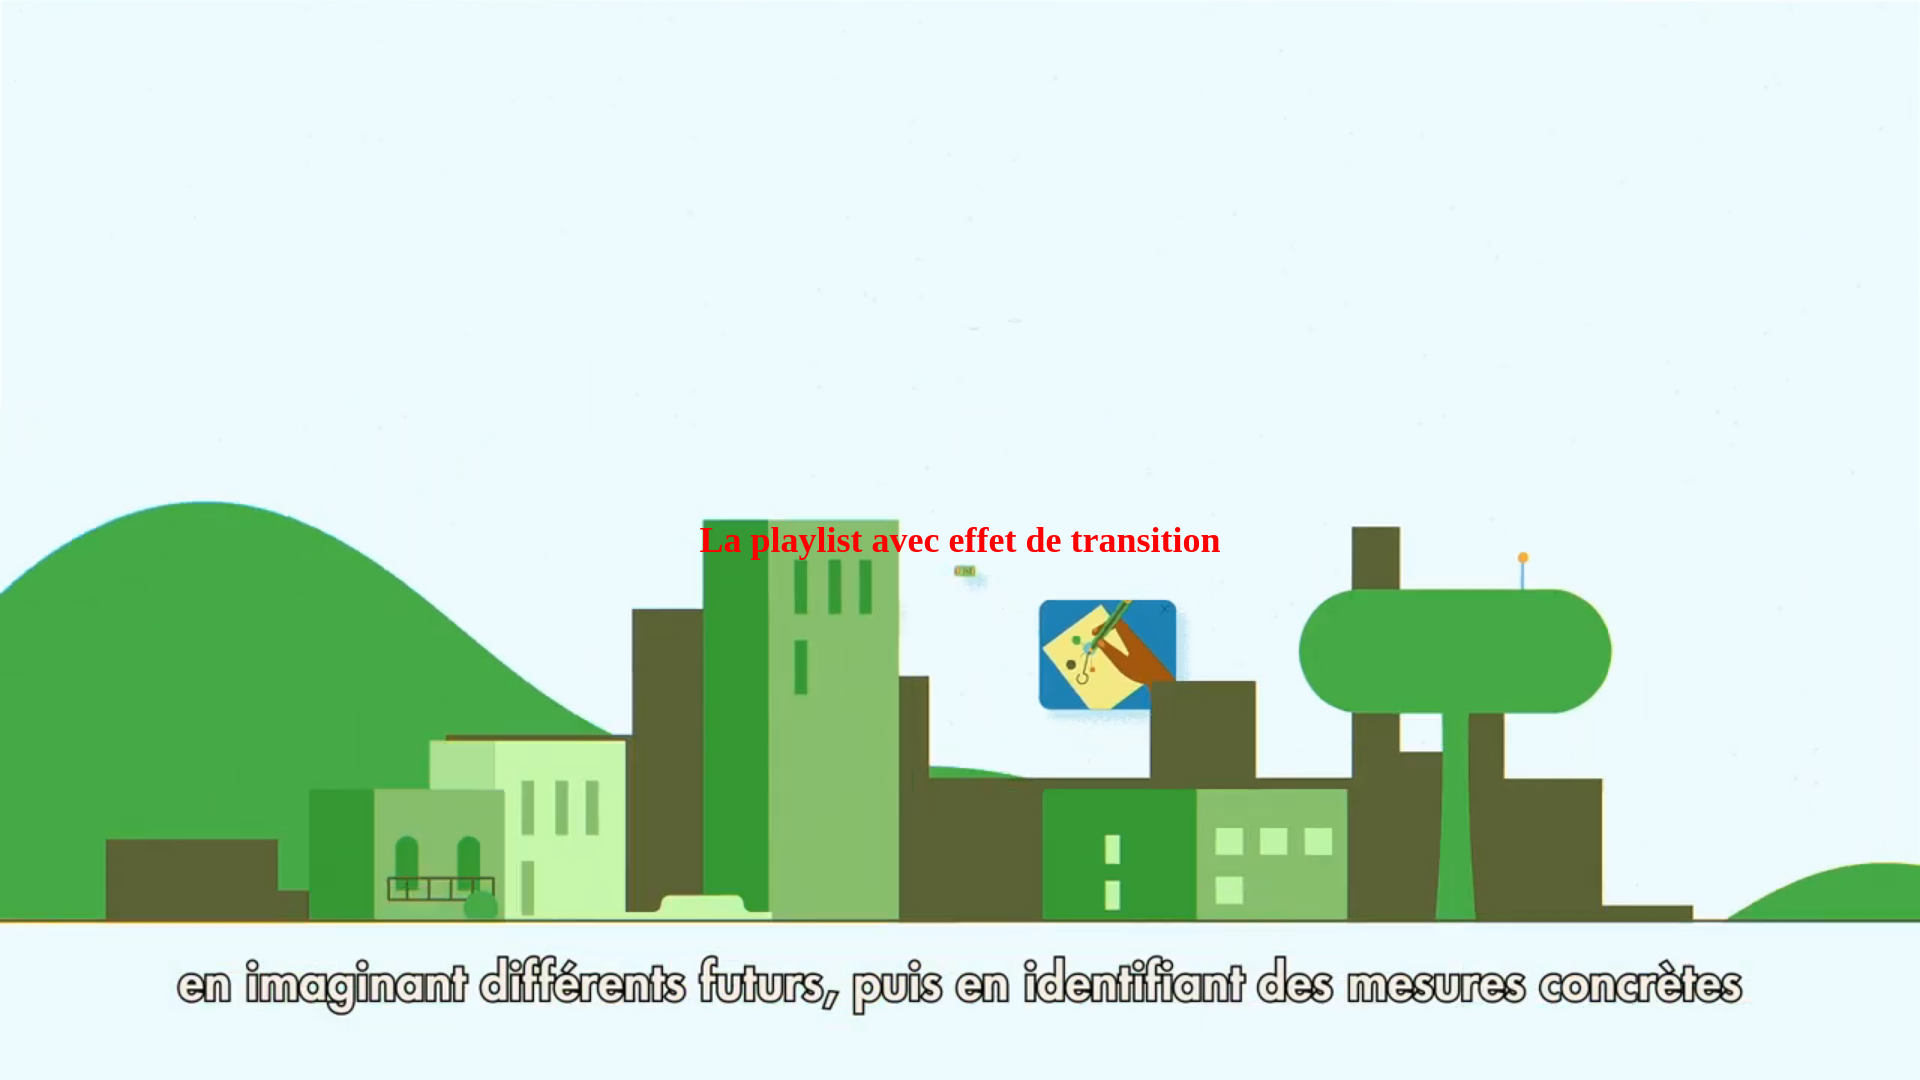 La playlist avec effet de transition
en imaginant différents futurs, puis en identifiant des mesures concrètes